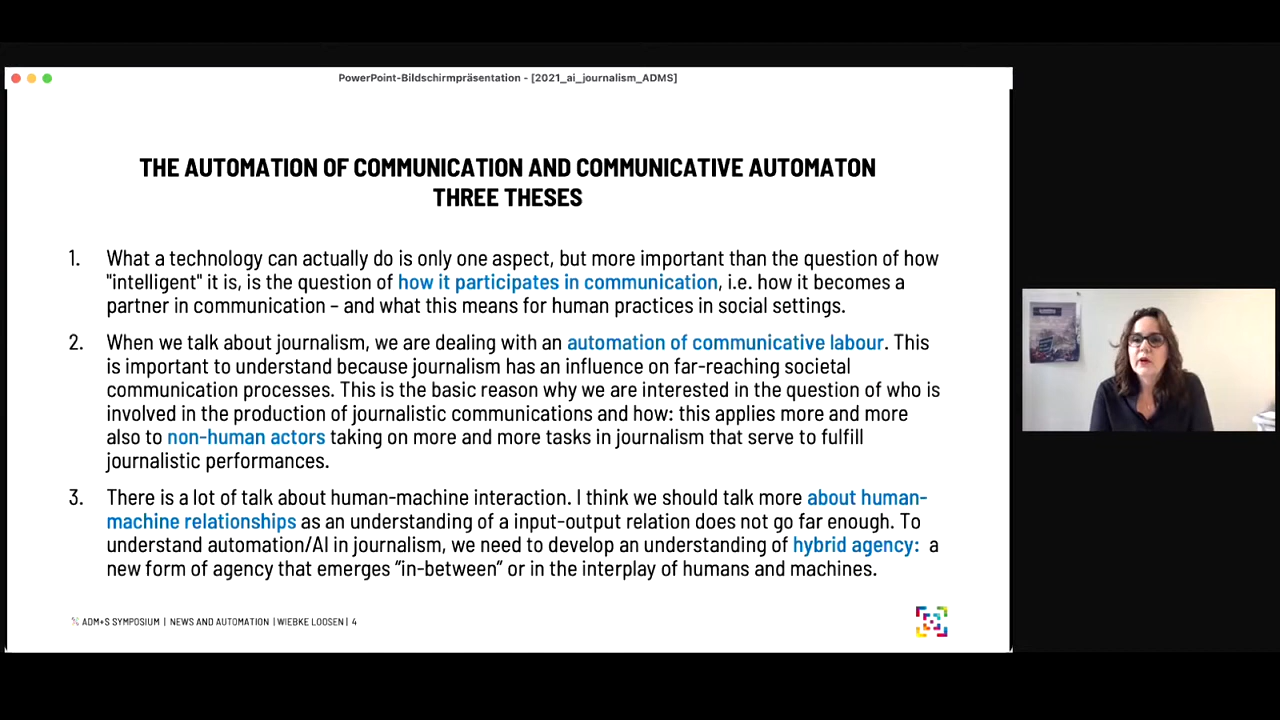 PowerPoint-Bildschirmpräsentation - [2021_ai_journalism_ADMS]
THE AUTOMATION OF COMMUNICATION AND COMMUNICATIVE AUTOMATON
THREE THESES
1. What a technology can actually do is only one aspect, but more important than the question of how
"intelligent" it is, is the question of how it participates in communication, i.e. how it becomes a
partner in communication – and what this means for human practices in social settings.
2. When we talk about journalism, we are dealing with an automation of communicative labour. This
is important to understand because journalism has an influence on far-reaching societal
communication processes. This is the basic reason why we are interested in the question of who is
involved in the production of journalistic communications and how: this applies more and more
also to non-human actors taking on more and more tasks in journalism that serve to fulfill
journalistic performances.
3. There is a lot of talk about human-machine interaction. I think we should talk more about human-
machine relationships as an understanding of a input-output relation does not go far enough. To
understand automation/AI in journalism, we need to develop an understanding of hybrid agency: a
new form of agency that emerges “in-between” or in the interplay of humans and machines.
ADM+S SYMPOSIUM | NEWS AND AUTOMATION | WIEBKE LOOSEN | 4